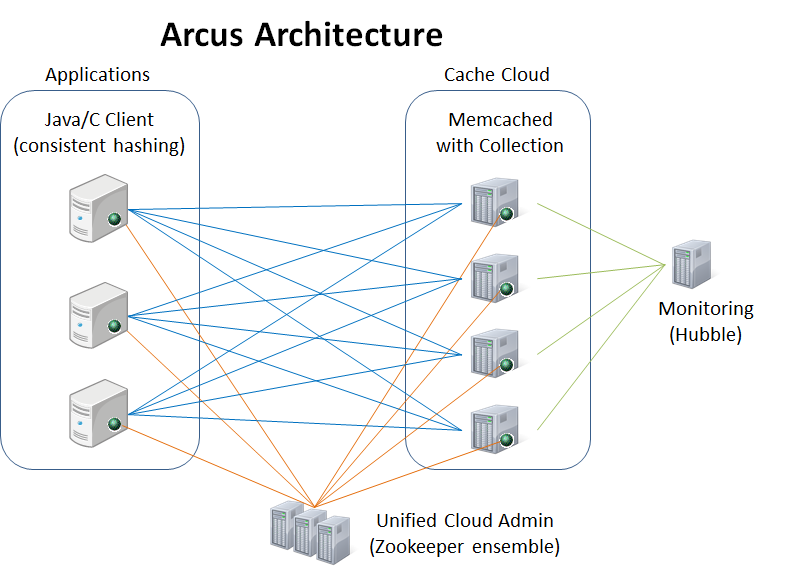 Arcus Architecture
Applications
Cache Cloud
Java/C Client
(consistent hashing)
Memcached
with Collection
Monitoring
(Hubble)
Unified Cloud Admin
(Zookeeper ensemble)